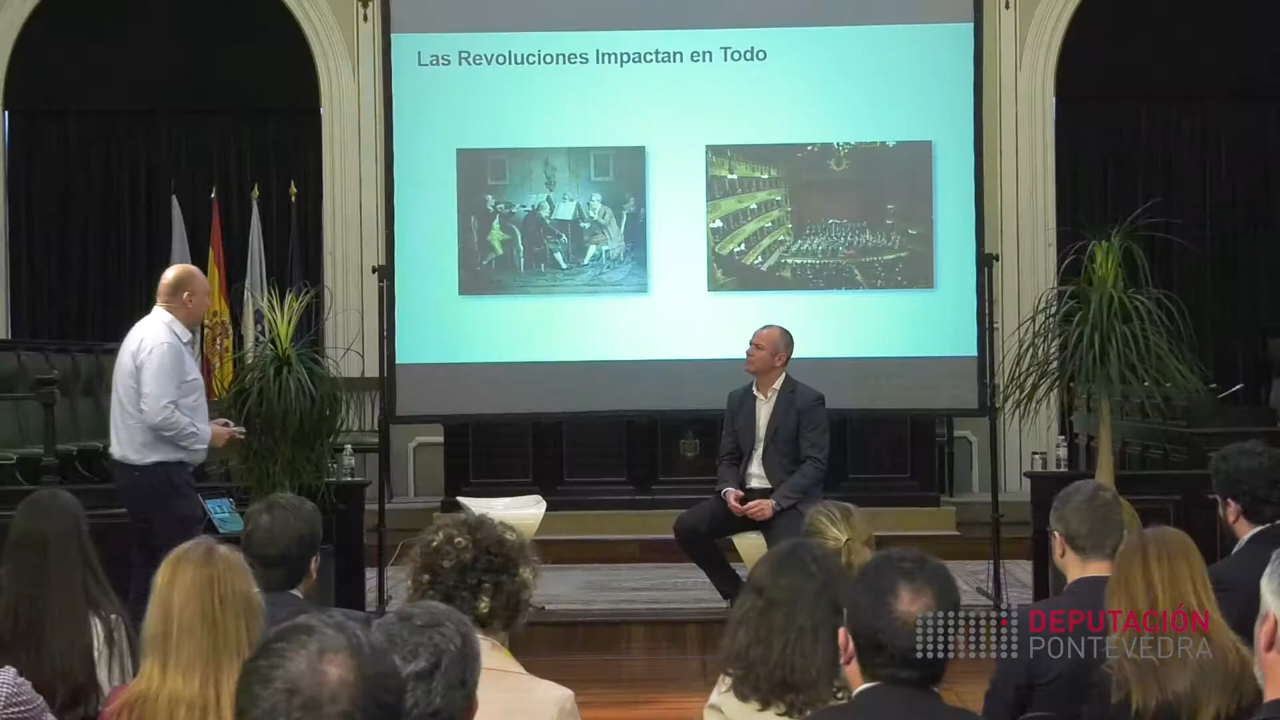 Las Revoluciones Impactan en Todo
DEPUTACIÓN
PONTEVEDRA